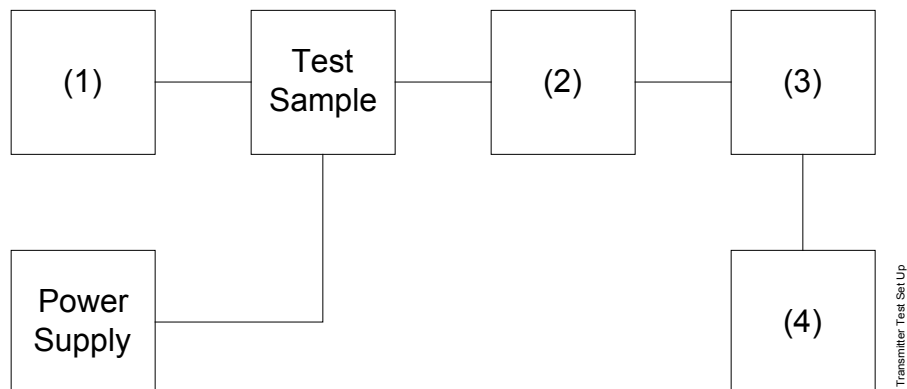 (1)
Test
Sample
(2)
(3)
Power
Supply
(4)
Transmitter Test Set Up